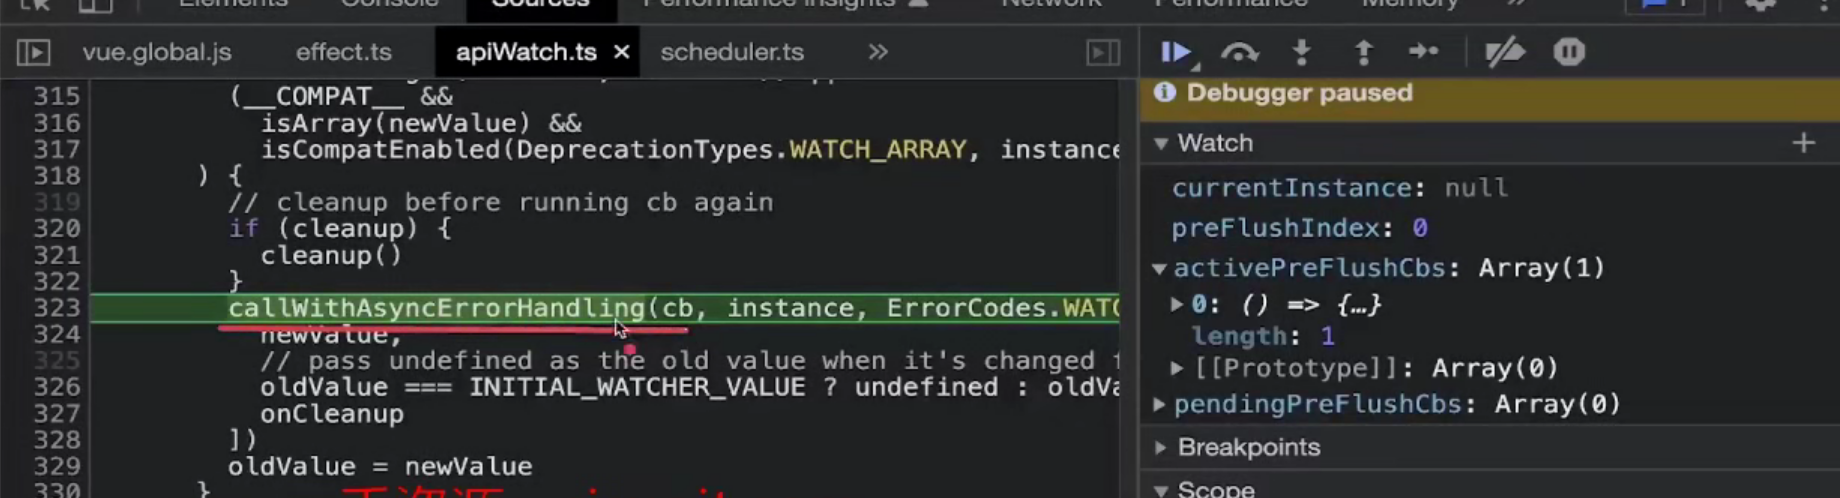 Elements Console Sources Performance insights Network Performance Memory »
vue.global.js effect.ts apiWatch.ts × scheduler.ts »
Debugger paused
315 (__COMPAT__ &&
316 isArray(newValue) &&
317 isCompatEnabled(DeprecationTypes.WATCH_ARRAY, instance
318 ) {
319 // cleanup before running cb again
320 if (cleanup) {
321 cleanup()
322 }
323 callWithAsyncErrorHandling(cb, instance, ErrorCodes.WATC
324 newValue,
325 // pass undefined as the old value when it's changed f
326 oldValue === INITIAL_WATCHER_VALUE ? undefined : oldVa
327 onCleanup
328 ])
329 oldValue = newValue
330 }
Watch
currentInstance: null
preFlushIndex: 0
activePreFlushCbs: Array(1)
0: () => {…}
length: 1
[[Prototype]]: Array(0)
pendingPreFlushCbs: Array(0)
Breakpoints
Scope